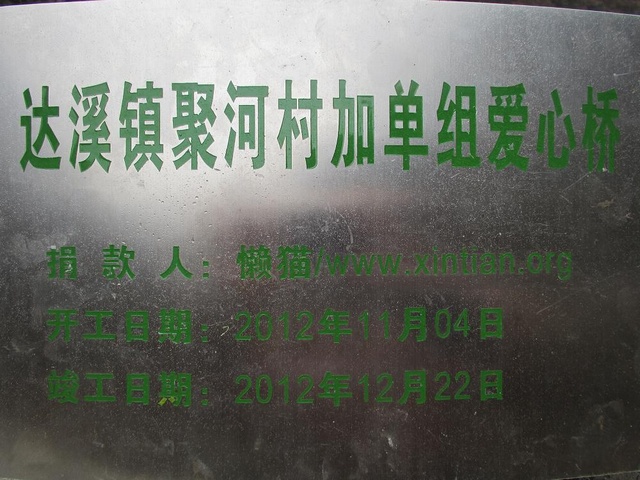 达溪镇聚河村加单组爱心桥
捐款人：懒猫/www.xintian.org
开工日期：2012年11月04日
竣工日期：2012年12月22日